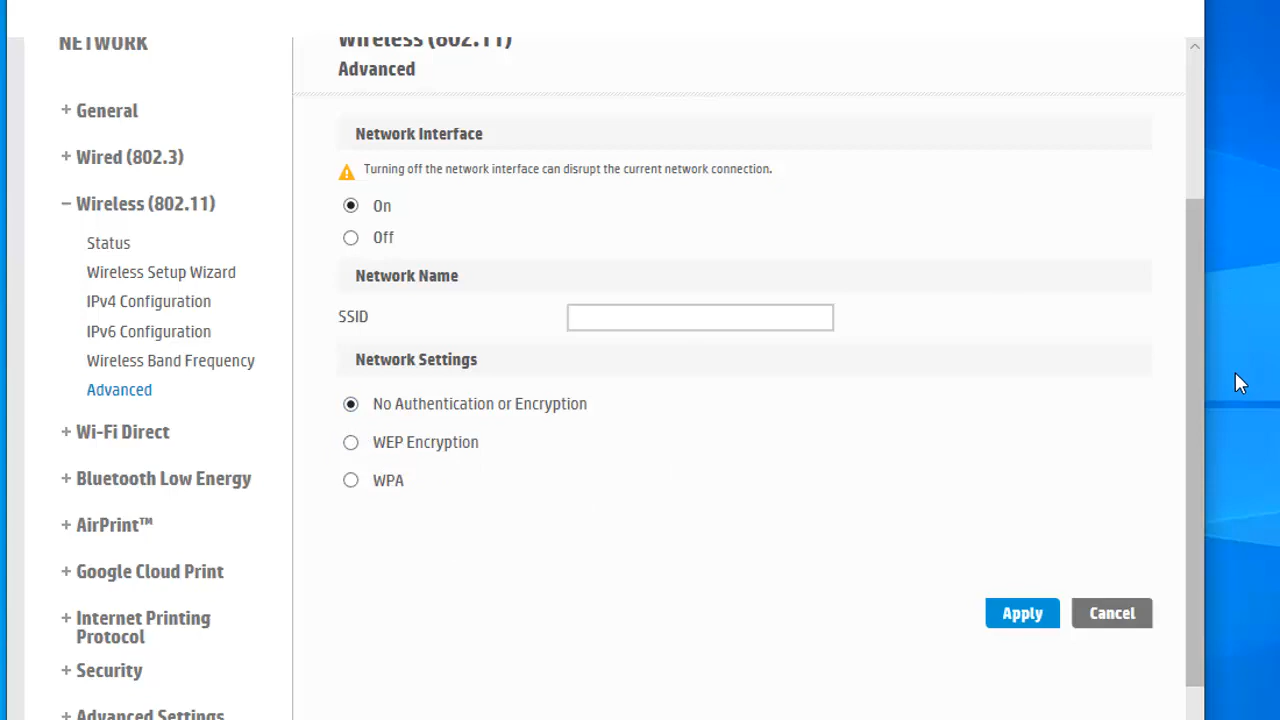 NETWORK
+ General
+ Wired (802.3)
− Wireless (802.11)
Status
Wireless Setup Wizard
IPv4 Configuration
IPv6 Configuration
Wireless Band Frequency
Advanced
+ Wi-Fi Direct
+ Bluetooth Low Energy
+ AirPrint™
+ Google Cloud Print
+ Internet Printing
Protocol
+ Security
+ Advanced Settings
Wireless (802.11)
Advanced
Network Interface
Turning off the network interface can disrupt the current network connection.
On
Off
Network Name
SSID
Network Settings
No Authentication or Encryption
WEP Encryption
WPA
Apply
Cancel